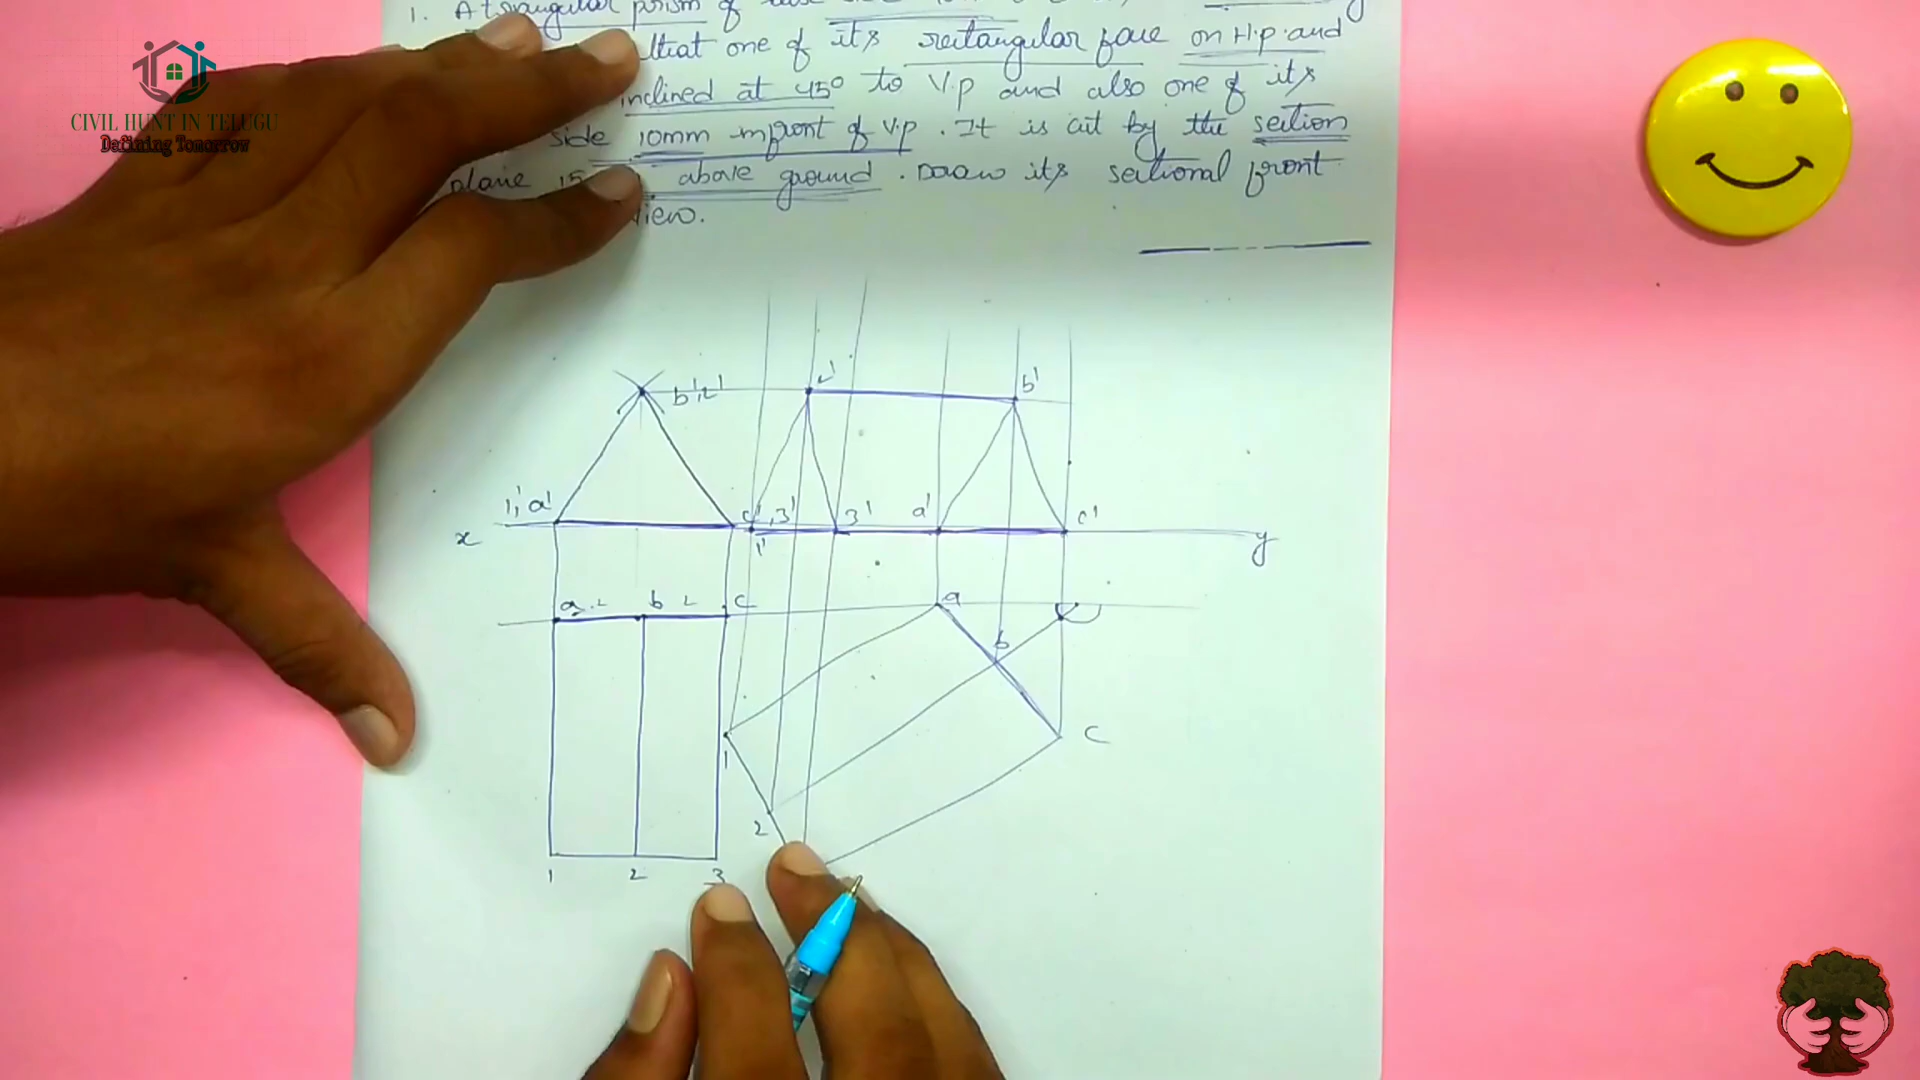 1. A triangular prism of
that one of its rectangular face on H.p and
inclined at 45° to V.p and also one of its
side 10mm infront of V.p. It is cut by the section
plane 15 above ground. Draw its sectional front
view.
CIVIL HUNT IN TELUGU
Defining Tomorrow
b',2'
2'
b'
1,'a'
c',3'
3'
a'
c'
x
1'
y
a
b
c
a
b
c
1
2
1
2
3